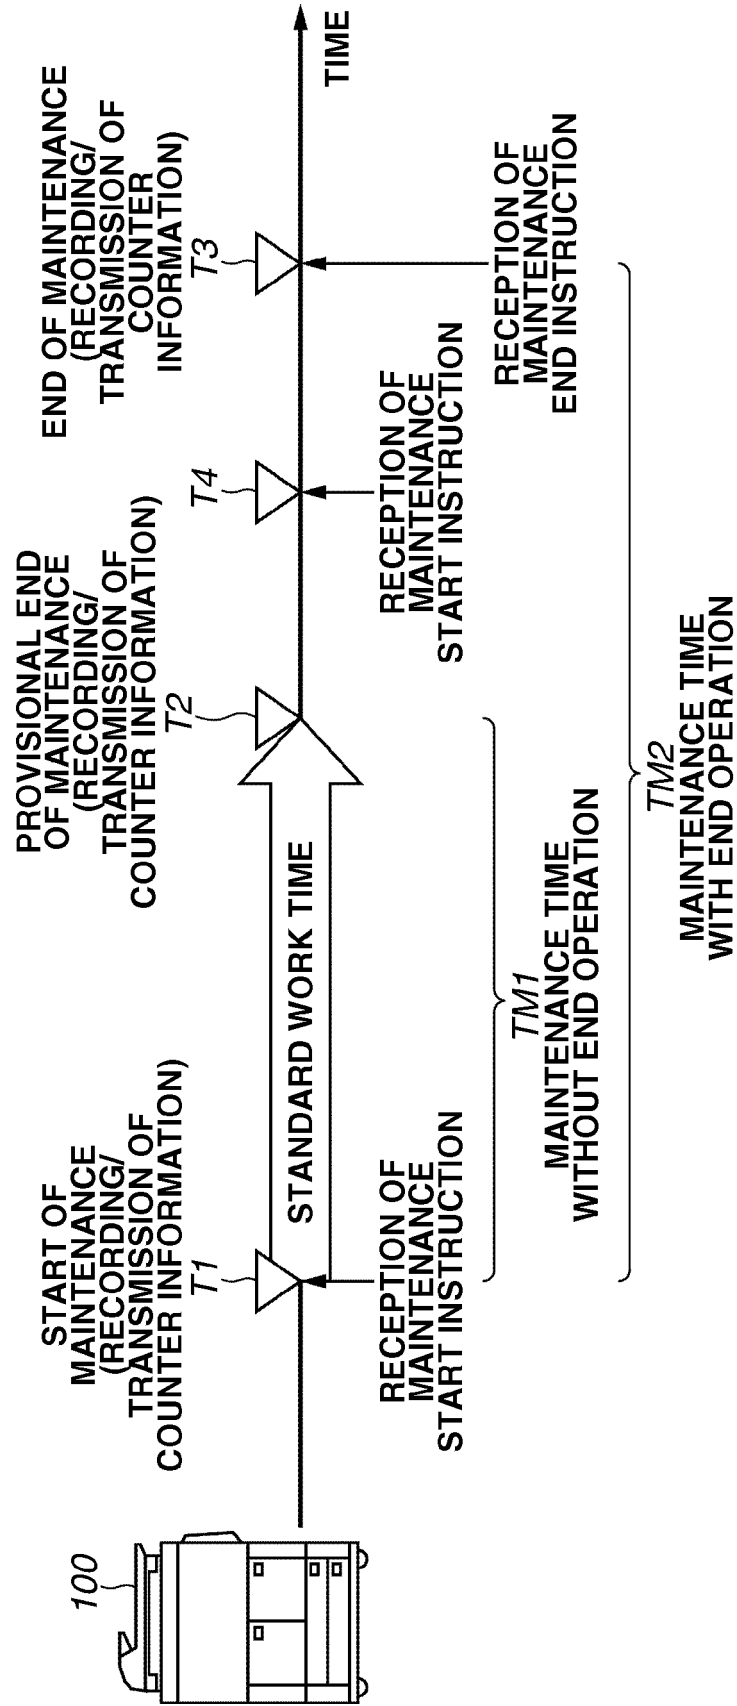 100
START OF
MAINTENANCE
(RECORDING/
TRANSMISSION OF
COUNTER INFORMATION)
T1
PROVISIONAL END
OF MAINTENANCE
(RECORDING/
TRANSMISSION OF
COUNTER INFORMATION)
T2
T4
END OF MAINTENANCE
(RECORDING/
TRANSMISSION OF
COUNTER
INFORMATION)
T3
STANDARD WORK TIME
TIME
RECEPTION OF
MAINTENANCE
START INSTRUCTION
RECEPTION OF
MAINTENANCE
START INSTRUCTION
RECEPTION OF
MAINTENANCE
END INSTRUCTION
TM1
MAINTENANCE TIME
WITHOUT END OPERATION
TM2
MAINTENANCE TIME
WITH END OPERATION